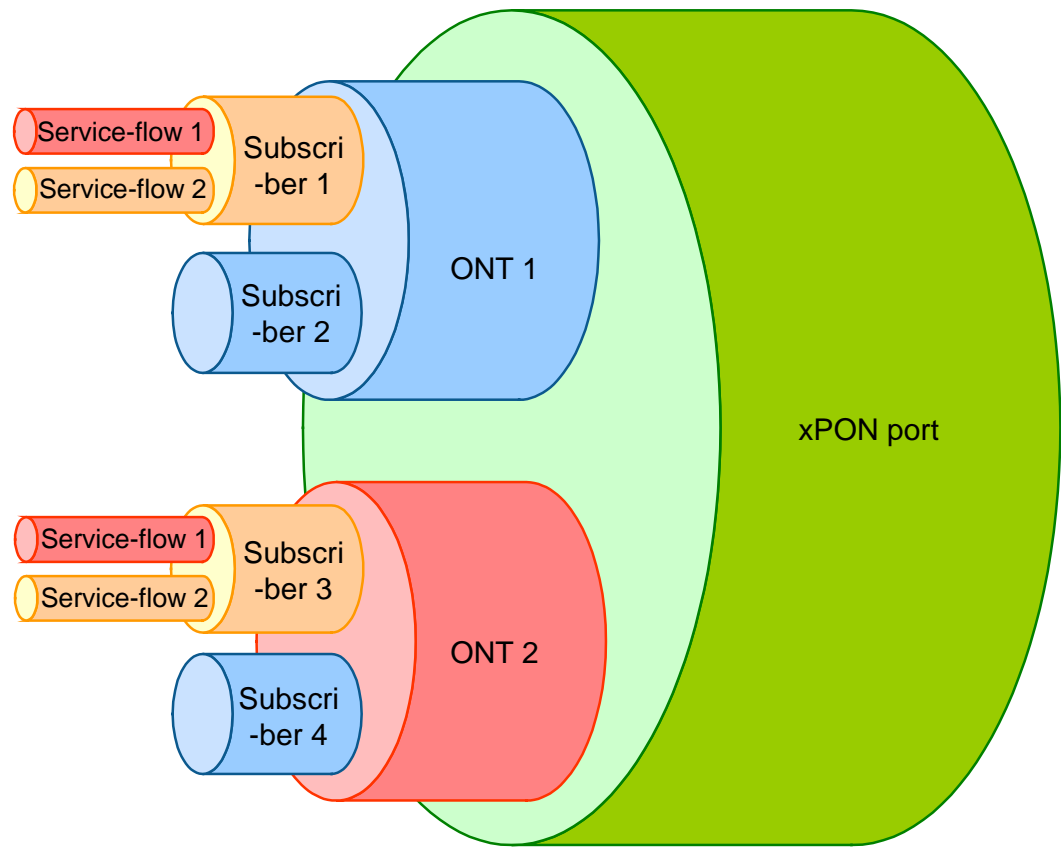 Service-flow 1
Service-flow 2
Subscri
-ber 1
Subscri
-ber 2
ONT 1
xPON port
Service-flow 1
Service-flow 2
Subscri
-ber 3
Subscri
-ber 4
ONT 2